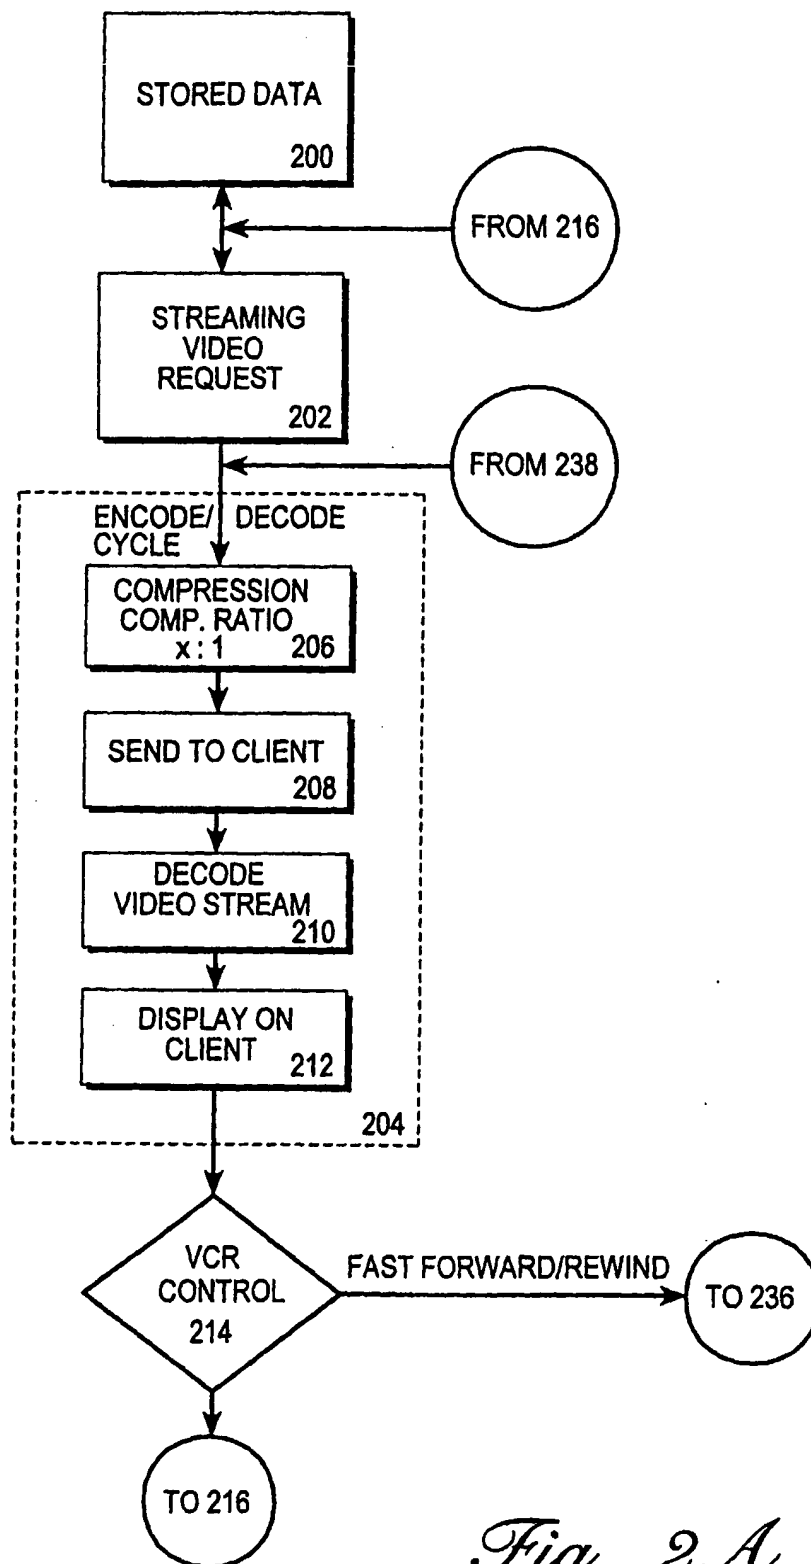 STORED DATA
200
FROM 216
STREAMING
VIDEO
REQUEST
202
FROM 238
ENCODE/ DECODE
CYCLE
COMPRESSION
COMP. RATIO
x : 1
206
SEND TO CLIENT
208
DECODE
VIDEO STREAM
210
DISPLAY ON
CLIENT
212
204
VCR
CONTROL
214
FAST FORWARD/REWIND
TO 236
TO 216
Fig. 2A